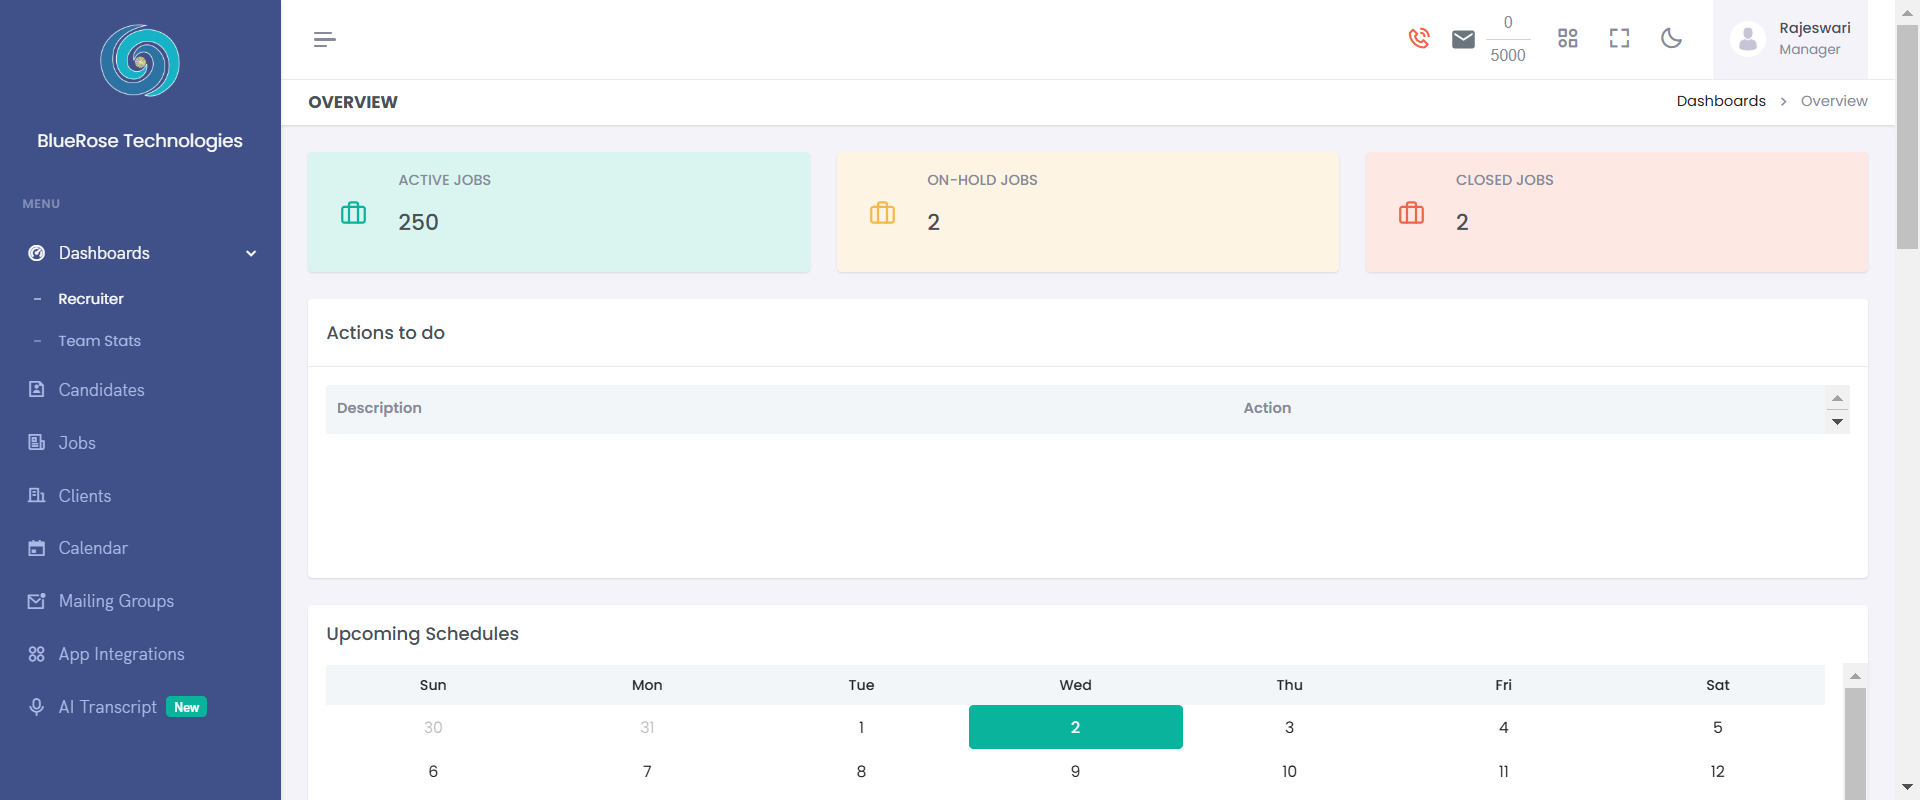 BlueRose Technologies
MENU
Dashboards
Recruiter
Team Stats
Candidates
Jobs
Clients
Calendar
Mailing Groups
App Integrations
AI Transcript New
0
5000
Rajeswari
Manager
OVERVIEW
Dashboards > Overview
ACTIVE JOBS
250
ON-HOLD JOBS
2
CLOSED JOBS
2
Actions to do
Description Action
Upcoming Schedules
Sun Mon Tue Wed Thu Fri Sat
30 31 1 2 3 4 5
6 7 8 9 10 11 12